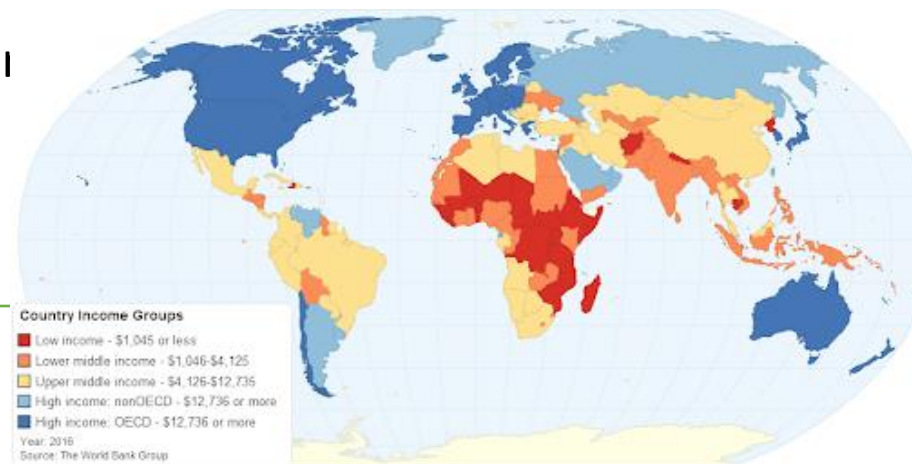 Country Income Groups
Low income - $1,045 or less
Lower middle income - $1,046-$4,125
Upper middle income - $4,126-$12,735
High income: nonOECD - $12,736 or more
High income: OECD - $12,736 or more
Year: 2016
Source: The World Bank Group